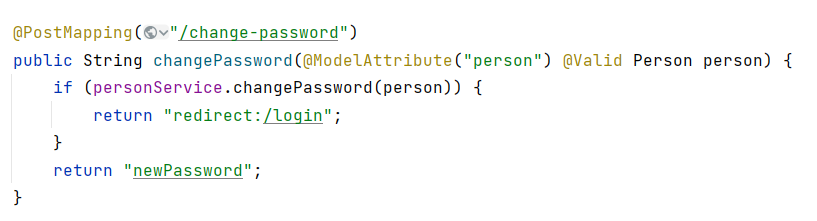 @PostMapping("/change-password")
public String changePassword(@ModelAttribute("person") @Valid Person person) {
    if (personService.changePassword(person)) {
        return "redirect:/login";
    }
    return "newPassword";
}